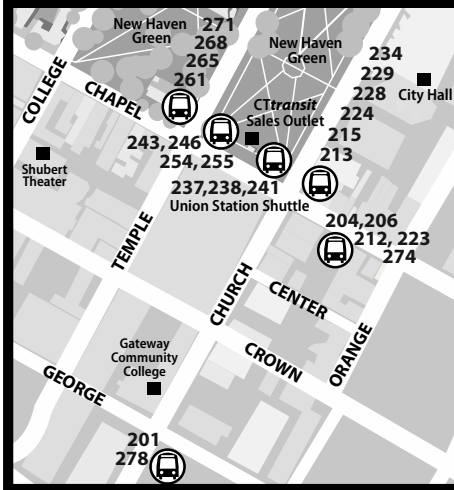 New Haven
Green
271
268
265
261
New Haven
Green
234
229
228
224
215
213
City Hall
COLLEGE
CHAPEL
CTtransit
Sales Outlet
243, 246
254, 255
Shubert
Theater
237,238,241
Union Station Shuttle
204,206
212, 223
274
TEMPLE
CHURCH
CENTER
CROWN
ORANGE
Gateway
Community
College
GEORGE
201
278